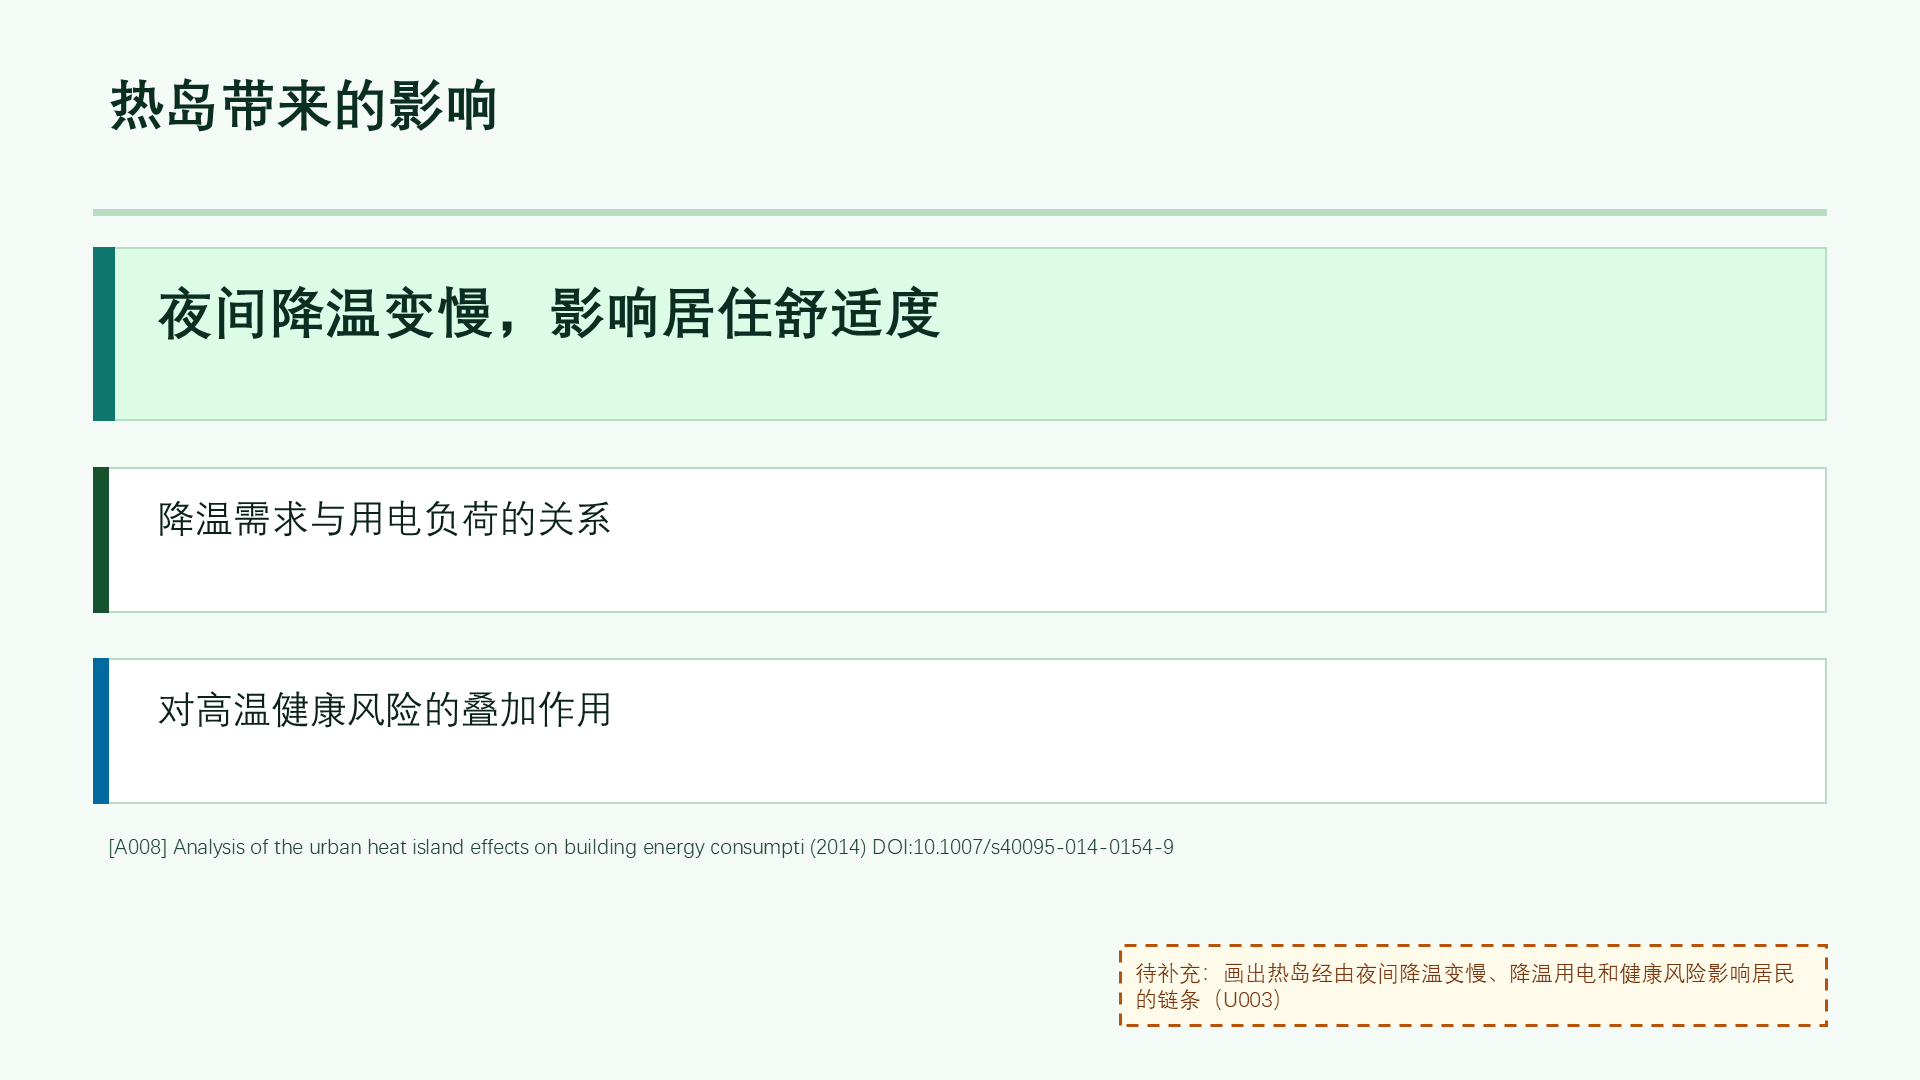 热岛带来的影响
夜间降温变慢，影响居住舒适度
降温需求与用电负荷的关系
对高温健康风险的叠加作用
[A008] Analysis of the urban heat island effects on building energy consumpti (2014) DOI:10.1007/s40095-014-0154-9
待补充：画出热岛经由夜间降温变慢、降温用电和健康风险影响居民
的链条（U003）